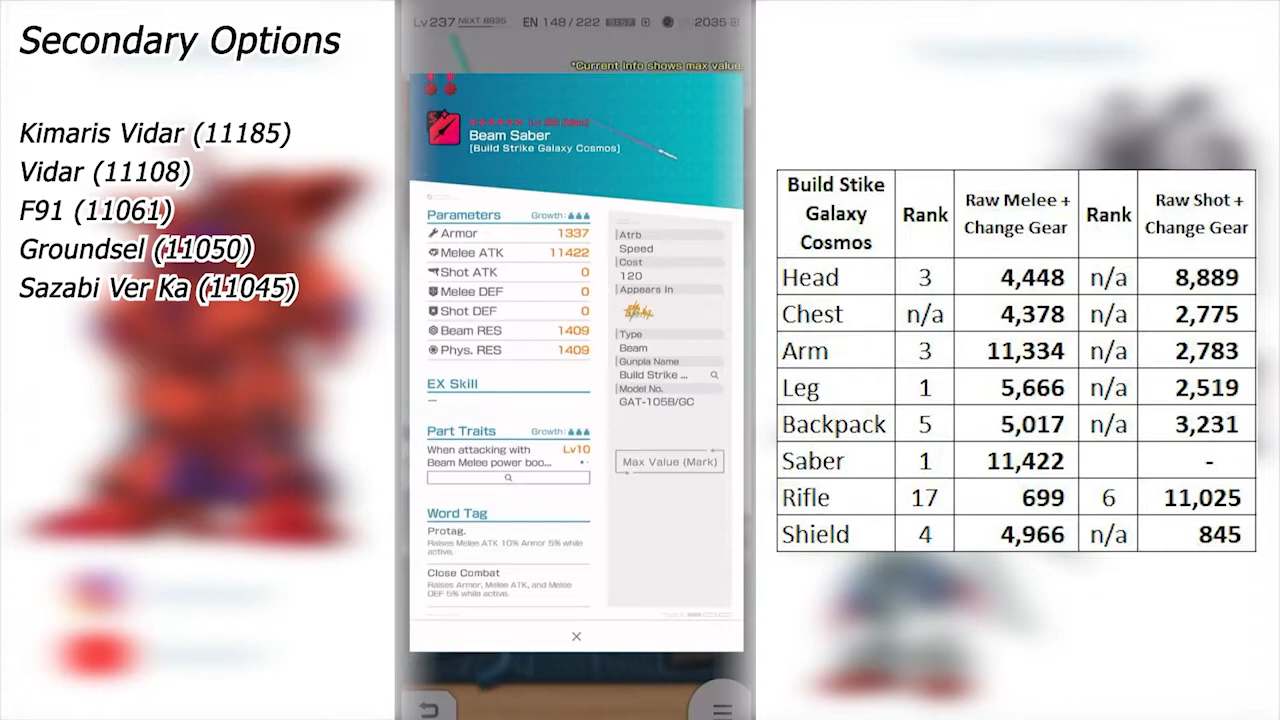 Secondary Options
Kimaris Vidar (11185)
Vidar (11108)
F91 (11061)
Groundsel (11050)
Sazabi Ver Ka (11045)
Lv 237 NEXT 8835 EN 148 / 222 2035
*Current info shows max value.
Beam Saber
[Build Strike Galaxy Cosmos]
Parameters Growth:
Armor 1337
Melee ATK 11422
Shot ATK 0
Melee DEF 0
Shot DEF 0
Beam RES 1409
Phys. RES 1409
EX Skill
—
Part Traits Growth:
When attacking with Lv10
Beam Melee power boo...
Word Tag
Protag.
Raises Melee ATK 10% Armor 5% while
active.
Close Combat
Raises Armor, Melee ATK, and Melee
DEF 5% while active.
Atrb
Speed
Cost
120
Appears In
Type
Beam
Gunpla Name
Build Strike ...
Model No.
GAT-105B/GC
Max Value (Mark)
Build Stike Galaxy Cosmos Rank Raw Melee + Change Gear Rank Raw Shot + Change Gear
Head 3 4,448 n/a 8,889
Chest n/a 4,378 n/a 2,775
Arm 3 11,334 n/a 2,783
Leg 1 5,666 n/a 2,519
Backpack 5 5,017 n/a 3,231
Saber 1 11,422 -
Rifle 17 699 6 11,025
Shield 4 4,966 n/a 845